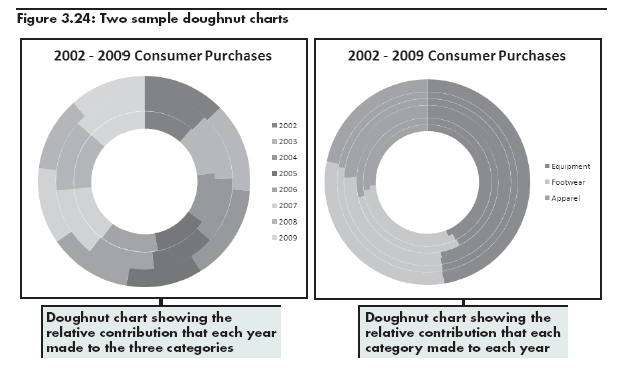 Figure 3.24: Two sample doughnut charts
2002 - 2009 Consumer Purchases
2002
2003
2004
2005
2006
2007
2008
2009
Doughnut chart showing the
relative contribution that each year
made to the three categories
2002 - 2009 Consumer Purchases
Equipment
Footwear
Apparel
Doughnut chart showing the
relative contribution that each
category made to each year